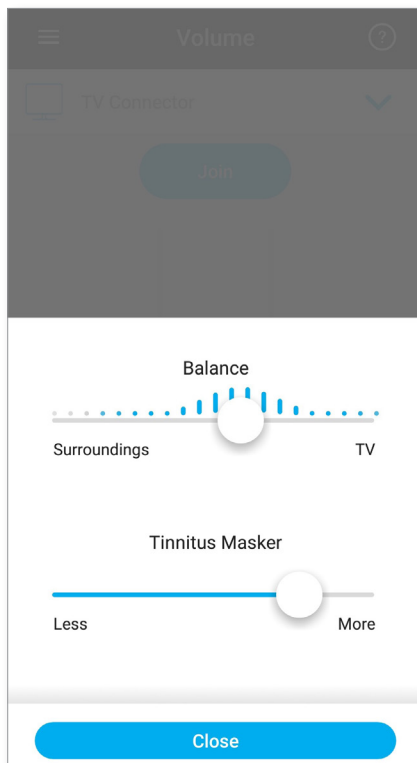 Volume
?
TV Connector
Join
Balance
Surroundings TV
Tinnitus Masker
Less More
Close